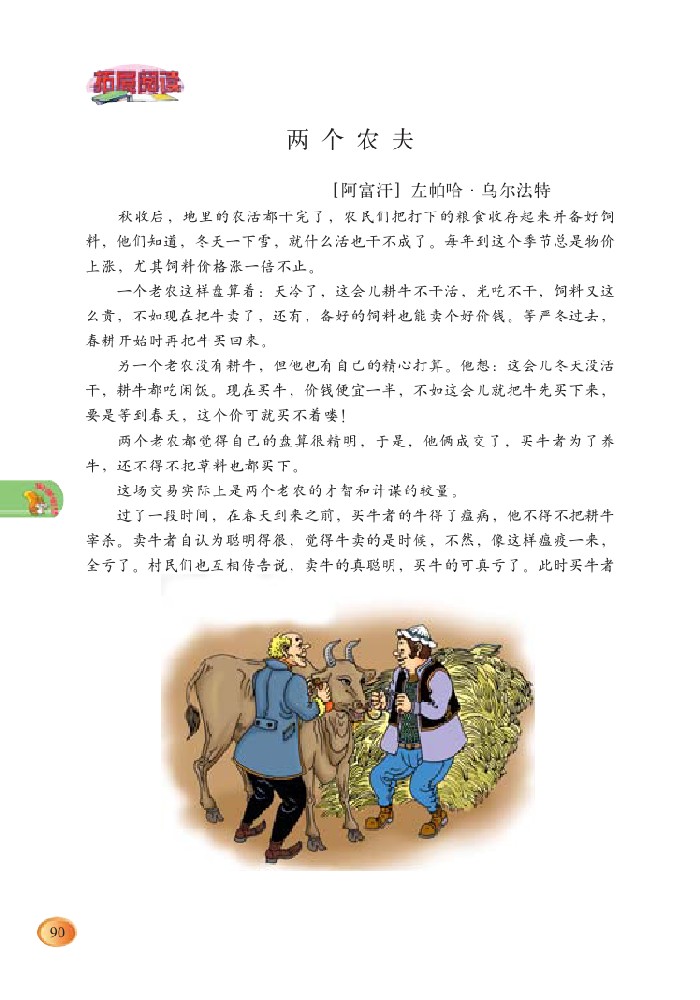 拓展阅读
两个农夫
[阿富汗] 左帕哈·乌尔法特
秋收后，地里的农活都干完了，农民们把打下的粮食收存起来并备好饲
料，他们知道，冬天一下雪，就什么活也干不成了。每年到这个季节总是物价
上涨，尤其饲料价格涨一倍不止。
一个老农这样盘算着：天冷了，这会儿耕牛不干活，光吃不干，饲料又这
么贵，不如现在把牛卖了，还有，备好的饲料也能卖个好价钱。等严冬过去，
春耕开始时再把牛买回来。
另一个老农没有耕牛，但他也有自己的精心打算。他想：这会儿冬天没活
干，耕牛都吃闲饭。现在买牛，价钱便宜一半，不如这会儿就把牛先买下来，
要是等到春天，这个价可就买不着喽！
两个老农都觉得自己的盘算很精明，于是，他俩成交了，买牛者为了养
牛，还不得不把草料也都买下。
这场交易实际上是两个老农的才智和计谋的较量。
过了一段时间，在春天到来之前，买牛者的牛得了瘟病，他不得不把耕牛
宰杀。卖牛者自认为聪明得很，觉得牛卖的是时候，不然，像这样瘟疫一来，
全亏了。村民们也互相传告说，卖牛的真聪明，买牛的可真亏了。此时买牛者
90